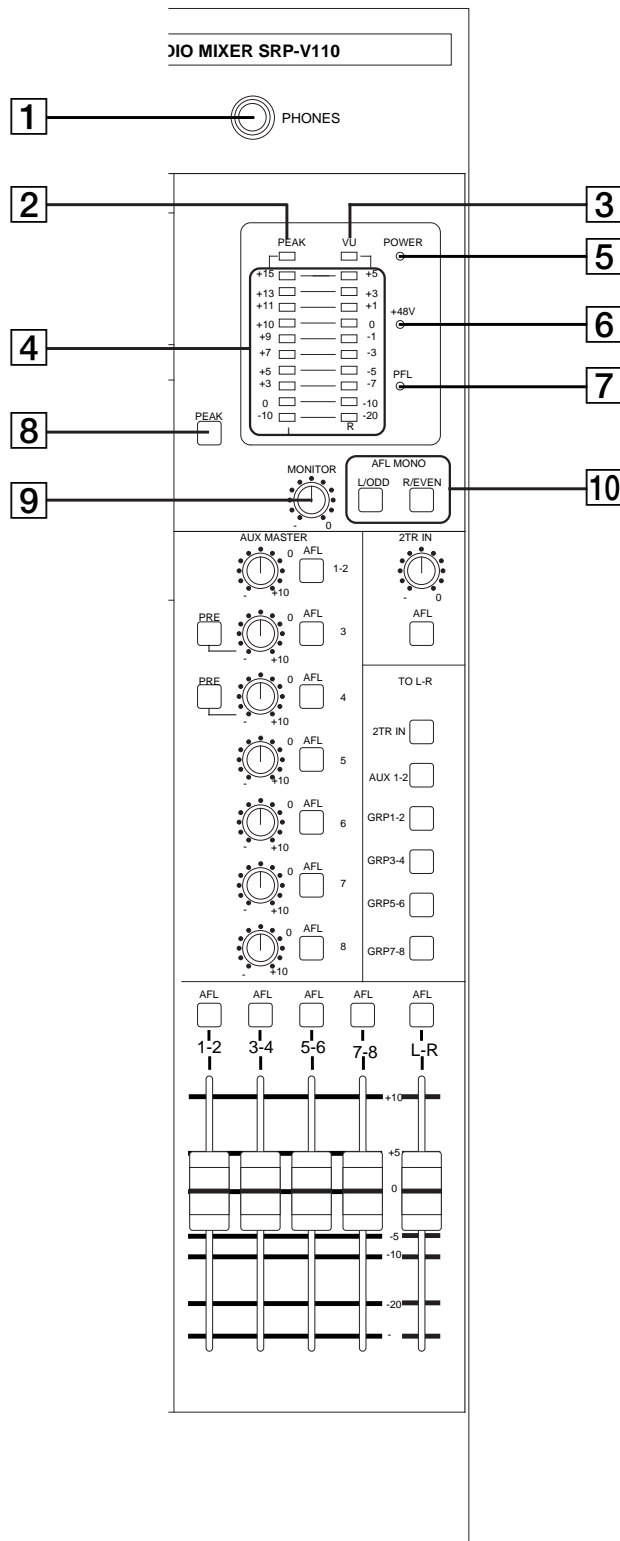 DIO MIXER SRP-V110
1 PHONES
2 3
PEAK VU POWER
5
+15 +5
+13 +3
+11 +1 +48V
+10 0 6
+9 -1
4 +7 -3
+5 -5 PFL
+3 -7 7
0 -10
-10 -20
L R
8 PEAK
AFL MONO
MONITOR L/ODD R/EVEN 10
9
- 0
AUX MASTER 2TR IN
0 AFL 1-2
- +10 - 0
PRE 0 AFL 3 AFL
- +10
PRE 0 AFL 4 TO L-R
- +10
2TR IN
0 AFL 5
- +10 AUX 1-2
0 AFL 6 GRP1-2
- +10
GRP3-4
0 AFL 7
- +10 GRP5-6
0 AFL 8 GRP7-8
- +10
AFL AFL AFL AFL AFL
1-2 3-4 5-6 7-8 L-R
+10
+5
0
-5
-10
-20
-